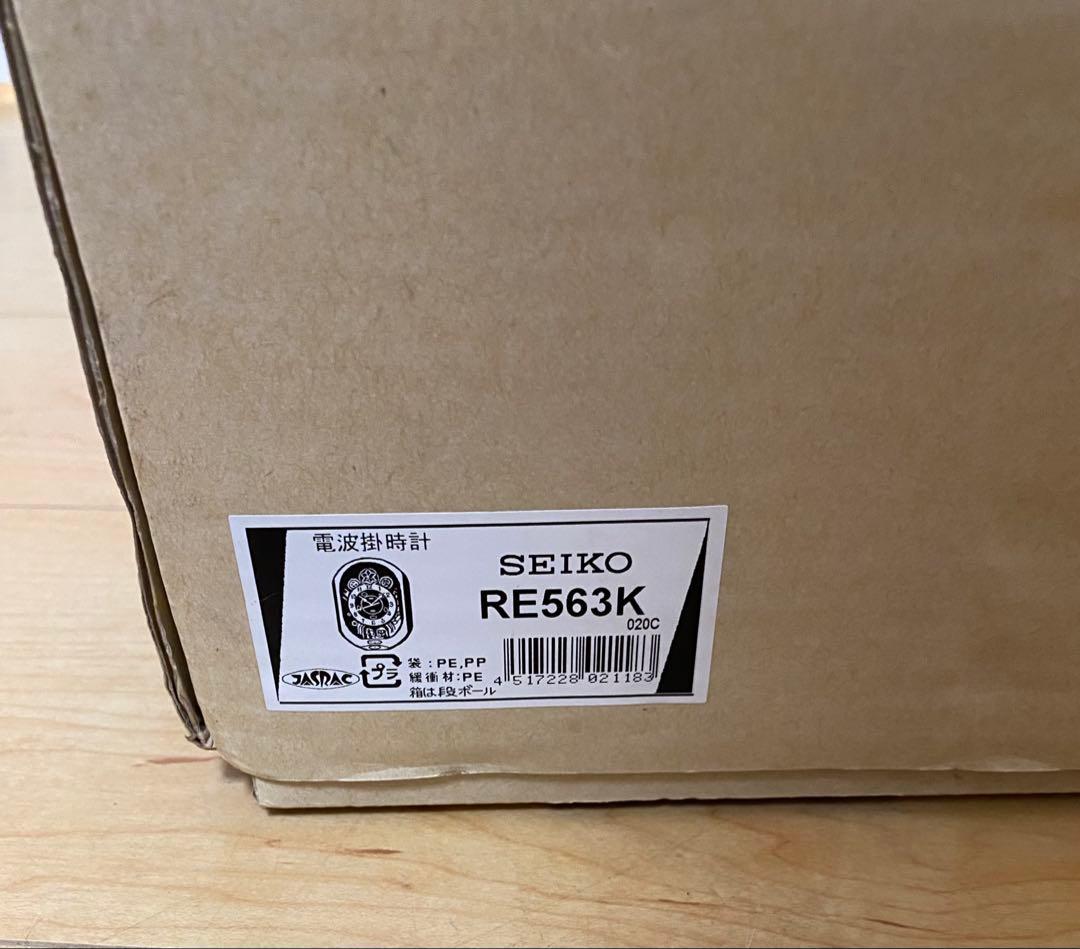 電波掛時計
SEIKO
RE563K
020C
JASRAC
プラ
袋:PE,PP
緩衝材:PE
箱は段ボール
4 517228 021183